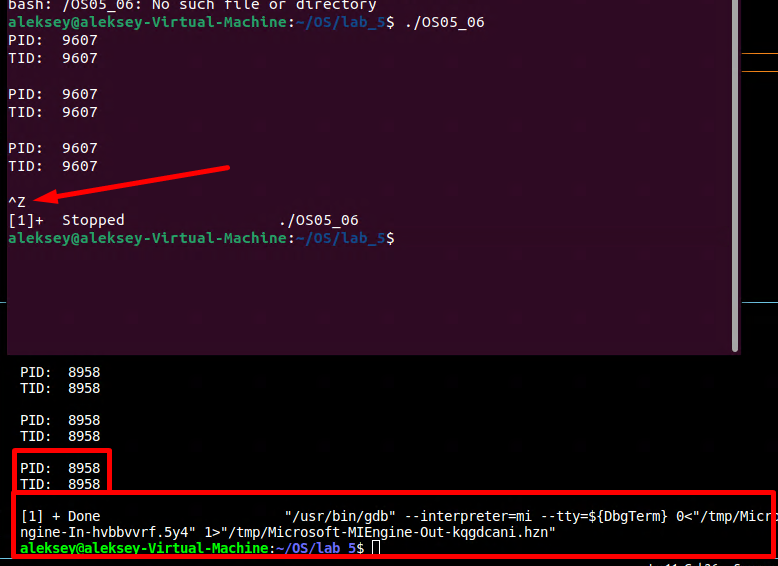 bash: /OS05_06: No such file or directory
aleksey@aleksey-Virtual-Machine:~/OS/lab_5$ ./OS05_06
PID:  9607
TID:  9607
PID:  9607
TID:  9607
PID:  9607
TID:  9607
^Z
[1]+  Stopped                 ./OS05_06
aleksey@aleksey-Virtual-Machine:~/OS/lab_5$
PID:  8958
TID:  8958
PID:  8958
TID:  8958
PID:  8958
TID:  8958
[1] + Done                       "/usr/bin/gdb" --interpreter=mi --tty=${DbgTerm} 0<"/tmp/Micro
ngine-In-hvbbvvrf.5y4" 1>"/tmp/Microsoft-MIEngine-Out-kqgdcani.hzn"
aleksey@aleksey-Virtual-Machine:~/OS/lab_5$